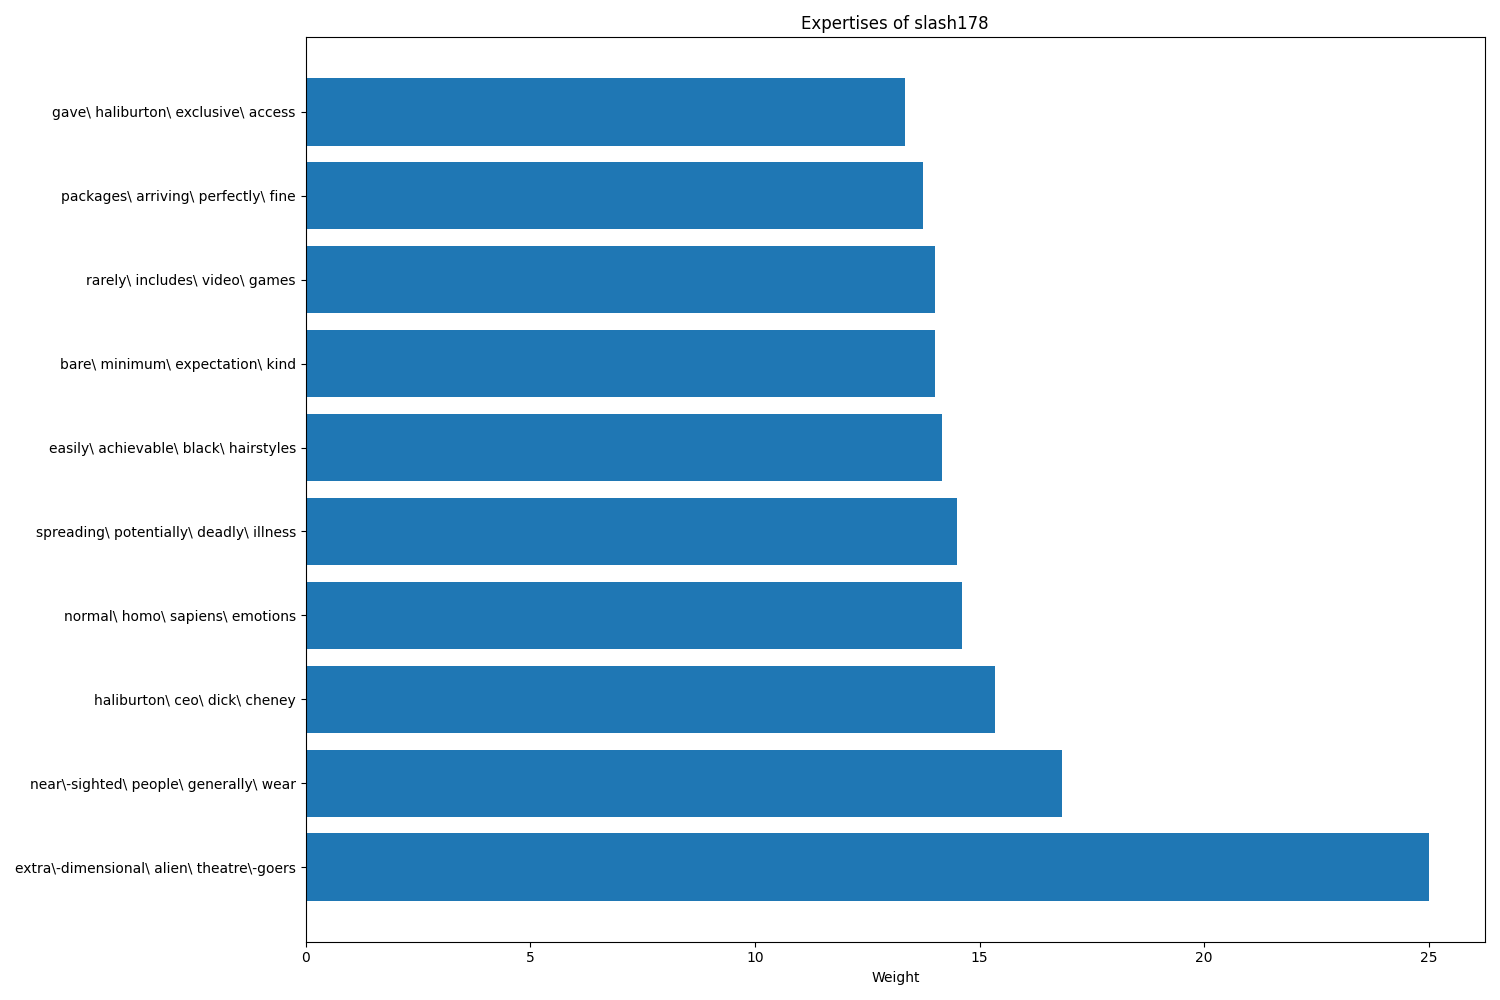 Expertises of slash178
gave\ haliburton\ exclusive\ access
packages\ arriving\ perfectly\ fine
rarely\ includes\ video\ games
bare\ minimum\ expectation\ kind
easily\ achievable\ black\ hairstyles
spreading\ potentially\ deadly\ illness
normal\ homo\ sapiens\ emotions
haliburton\ ceo\ dick\ cheney
near\-sighted\ people\ generally\ wear
extra\-dimensional\ alien\ theatre\-goers
0 5 10 15 20 25
Weight